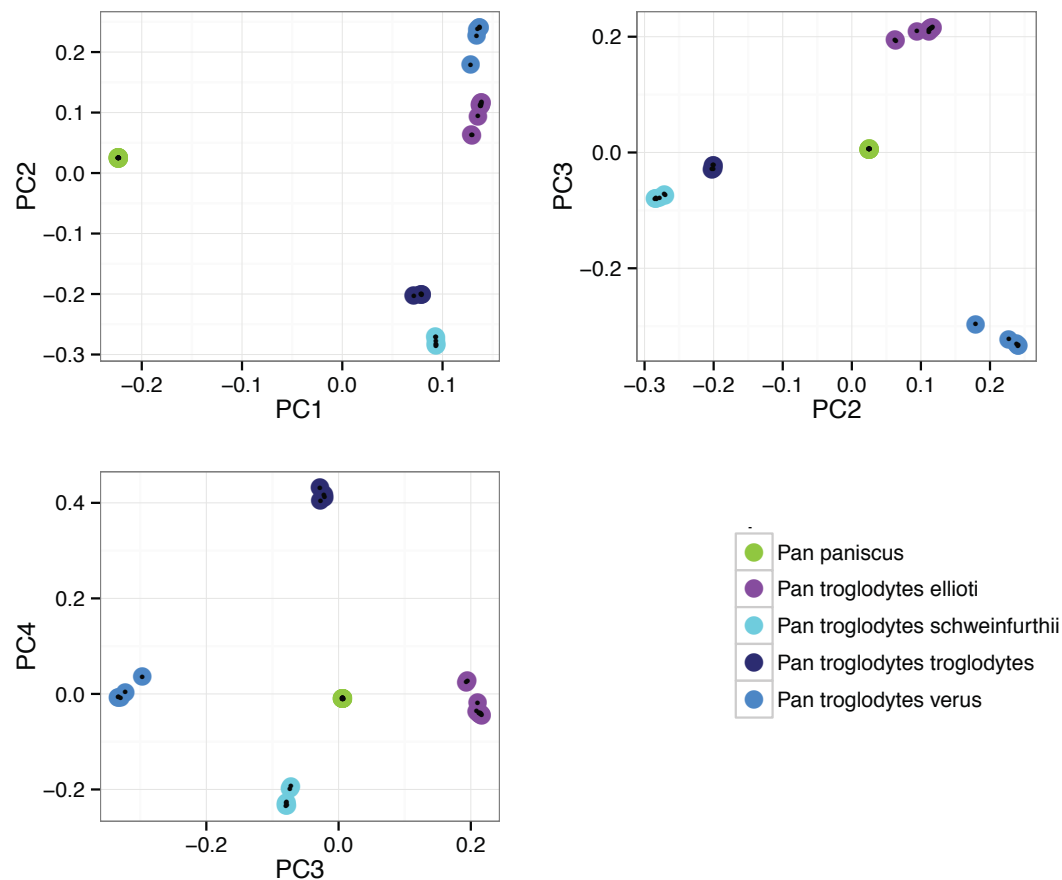 0.2
0.1
0.0
−0.1
−0.2
−0.3
PC2
−0.2
−0.1
0.0
0.1
PC1
0.2
0.0
−0.2
PC3
−0.3
−0.2
−0.1
0.0
0.1
0.2
PC2
0.4
0.2
0.0
−0.2
PC4
−0.2
0.0
0.2
PC3
Pan paniscus
Pan troglodytes ellioti
Pan troglodytes schweinfurthii
Pan troglodytes troglodytes
Pan troglodytes verus